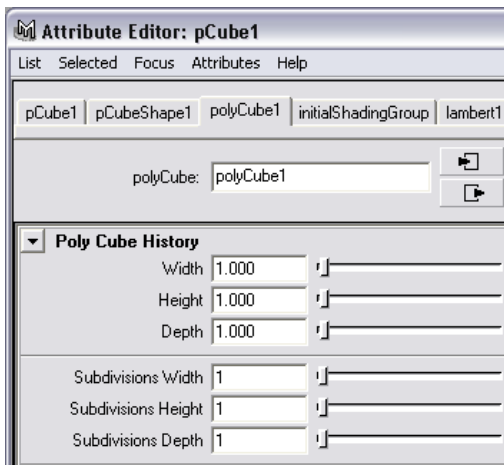 Attribute Editor: pCube1
List Selected Focus Attributes Help
pCube1 pCubeShape1 polyCube1 initialShadingGroup lambert1
polyCube: polyCube1
Poly Cube History
Width 1.000
Height 1.000
Depth 1.000
Subdivisions Width 1
Subdivisions Height 1
Subdivisions Depth 1